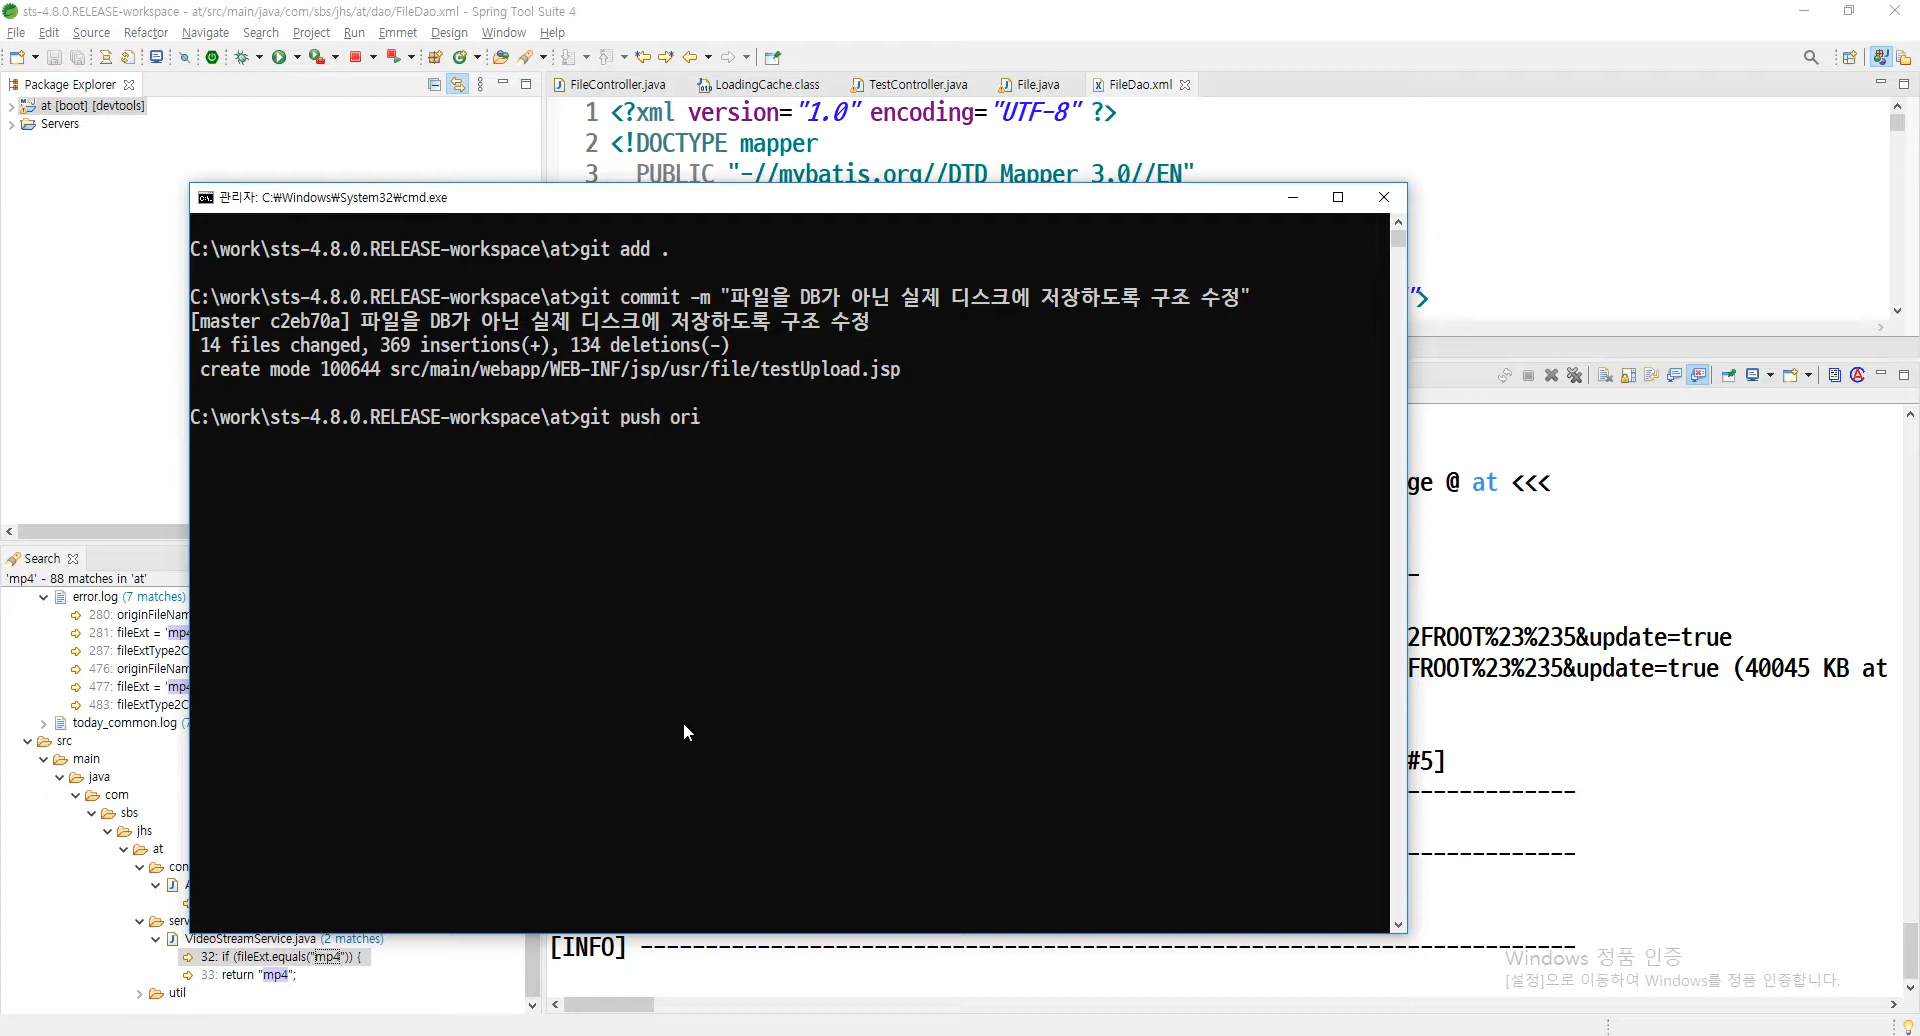 sts-4.8.0.RELEASE-workspace - at/src/main/java/com/sbs/jhs/at/dao/FileDao.xml - Spring Tool Suite 4
File Edit Source Refactor Navigate Search Project Run Emmet Design Window Help
Package Explorer
at [boot] [devtools]
Servers
FileController.java LoadingCache.class TestController.java File.java FileDao.xml
1 <?xml version="1.0" encoding="UTF-8" ?>
2 <!DOCTYPE mapper
3 PUBLIC "-//mybatis.org//DTD Mapper 3.0//EN"
">
관리자: C:₩Windows₩System32₩cmd.exe
C:\work\sts-4.8.0.RELEASE-workspace\at>git add .
C:\work\sts-4.8.0.RELEASE-workspace\at>git commit -m "파일을 DB가 아닌 실제 디스크에 저장하도록 구조 수정"
[master c2eb70a] 파일을 DB가 아닌 실제 디스크에 저장하도록 구조 수정
14 files changed, 369 insertions(+), 134 deletions(-)
create mode 100644 src/main/webapp/WEB-INF/jsp/usr/file/testUpload.jsp
C:\work\sts-4.8.0.RELEASE-workspace\at>git push ori
ge @ at <<<
-
2FROOT%23%235&update=true
FROOT%23%235&update=true (40045 KB at
#5]
-------------
-------------
[INFO] ------------------------------------------------------------------------
Search
'mp4' - 88 matches in 'at'
error.log (7 matches)
280: originFileNam
281: fileExt = 'mp4
287: fileExtType2C
476: originFileNam
477: fileExt = 'mp4
483: fileExtType2C
today_common.log (7
src
main
java
com
sbs
jhs
at
con
A
serv
VideoStreamService.java (2 matches)
32: if (fileExt.equals("mp4")) {
33: return "mp4";
util
Windows 정품 인증
[설정]으로 이동하여 Windows를 정품 인증합니다.